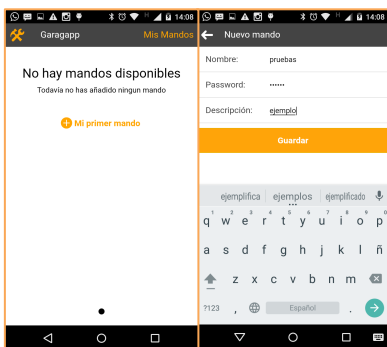 14:08
Garagapp
Mis Mandos
No hay mandos disponibles
Todavía no has añadido ningun mando
Mi primer mando
14:08
Nuevo mando
Nombre: pruebas
Password: ••••••
Descripción: ejemplo
Guardar
ejemplifica ejemplos ejemplificado
q w e r t y u i o p
1 2 3 4 5 6 7 8 9 0
a s d f g h j k l ñ
z x c v b n m
?123 , Español .